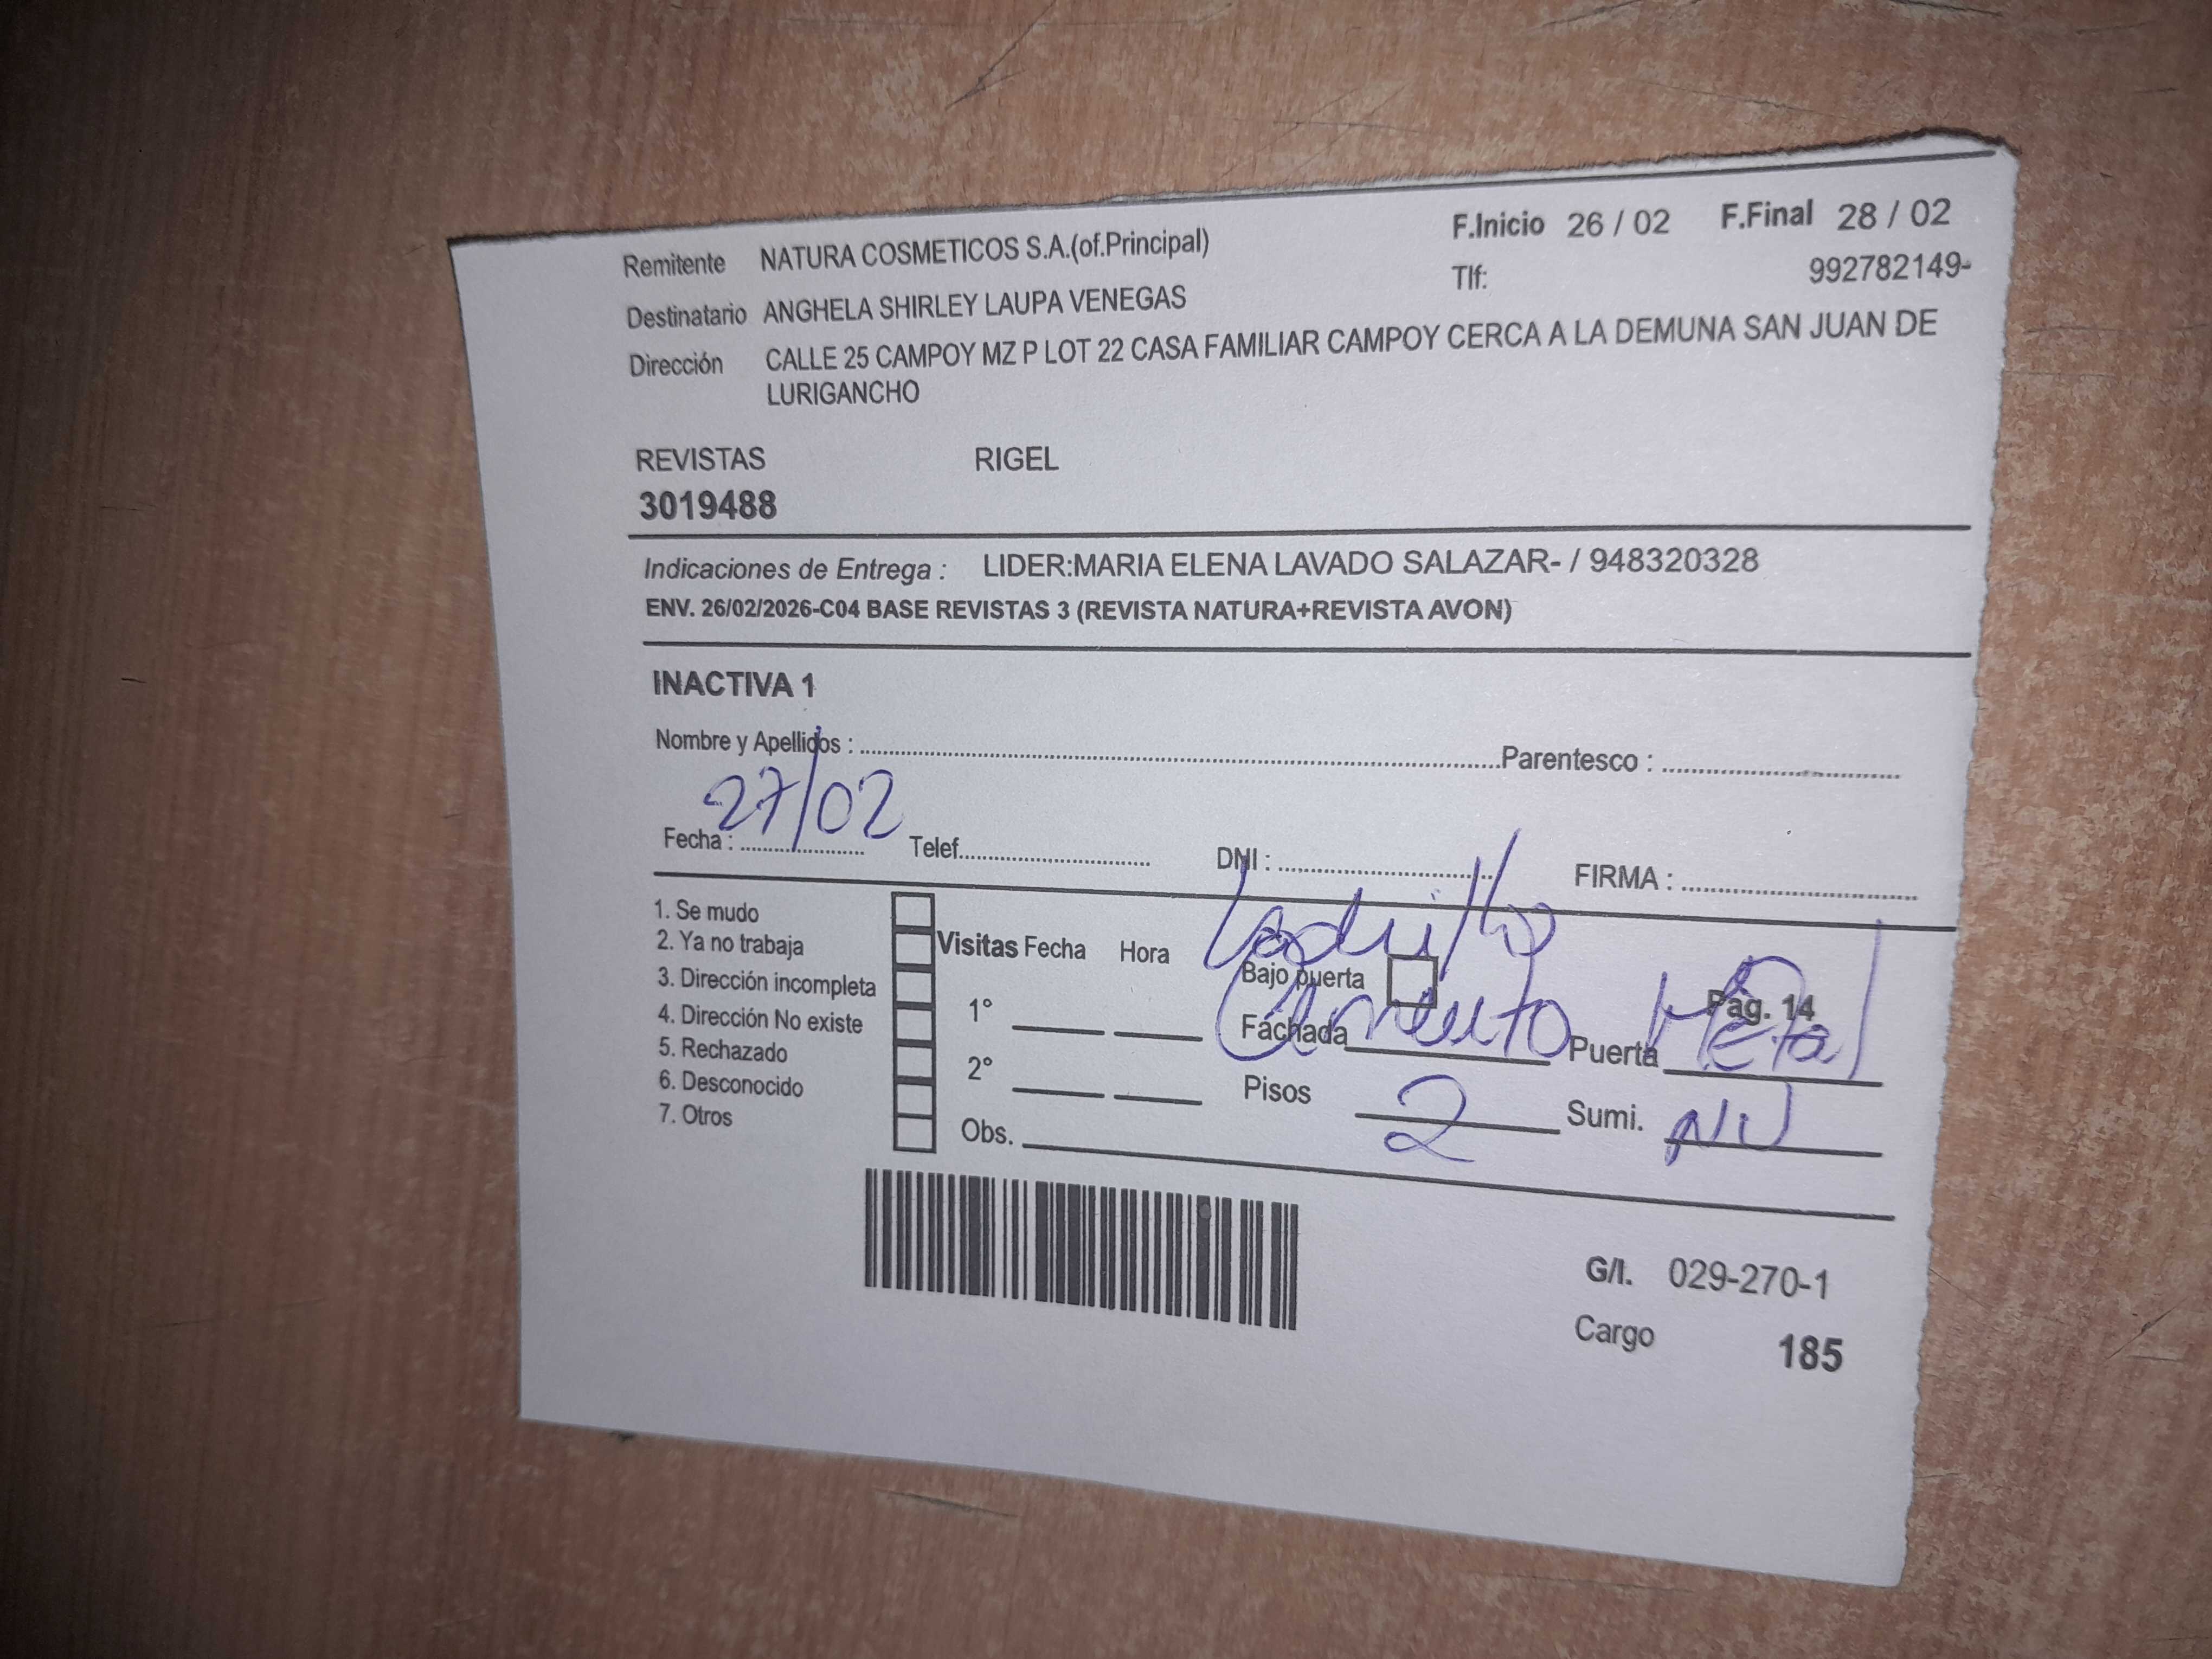 F.Inicio 26 / 02 F.Final 28 / 02
Remitente NATURA COSMETICOS S.A.(of.Principal)
Tlf: 992782149-
Destinatario ANGHELA SHIRLEY LAUPA VENEGAS
Dirección CALLE 25 CAMPOY MZ P LOT 22 CASA FAMILIAR CAMPOY CERCA A LA DEMUNA SAN JUAN DE
LURIGANCHO
REVISTAS RIGEL
3019488
Indicaciones de Entrega : LIDER:MARIA ELENA LAVADO SALAZAR- / 948320328
ENV. 26/02/2026-C04 BASE REVISTAS 3 (REVISTA NATURA+REVISTA AVON)
INACTIVA 1
Nombre y Apellidos : Parentesco :
Fecha : 27/02 Telef. DNI : FIRMA :
1. Se mudo
2. Ya no trabaja
3. Dirección incompleta
4. Dirección No existe
5. Rechazado
6. Desconocido
7. Otros
Visitas Fecha Hora
1°
2°
Obs.
Ladrillo
Bajo puerta
Pag. 14
Fachada Cemento Puerta Metal
Pisos 2 Sumi. NU
G/I. 029-270-1
Cargo 185